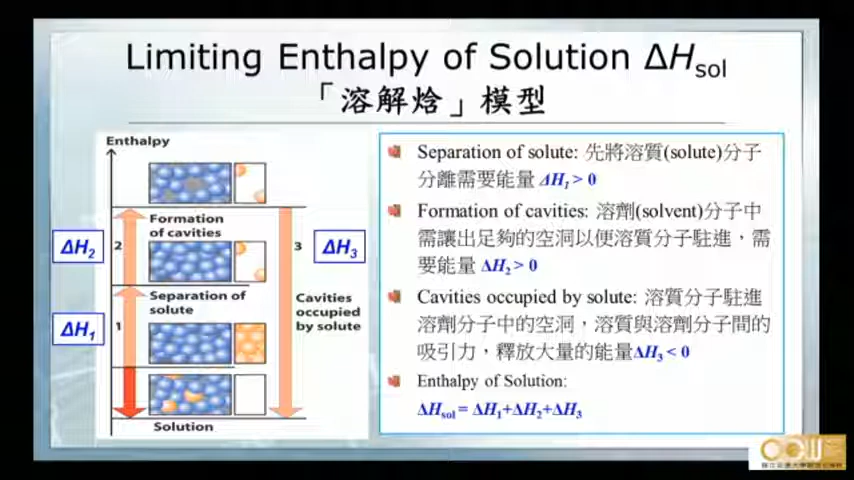 Limiting Enthalpy of Solution ΔHsol
「溶解焓」模型
Enthalpy
Formation
of cavities
2
ΔH2
3
ΔH3
Separation of
solute
1
ΔH1
Cavities
occupied
by solute
Solution
Separation of solute: 先將溶質(solute)分子
分離需要能量 ΔH1 > 0
Formation of cavities: 溶劑(solvent)分子中
需讓出足夠的空洞以便溶質分子駐進，需
要能量 ΔH2 > 0
Cavities occupied by solute: 溶質分子駐進
溶劑分子中的空洞，溶質與溶劑分子間的
吸引力，釋放大量的能量ΔH3 < 0
Enthalpy of Solution:
ΔHsol = ΔH1+ΔH2+ΔH3
OCW